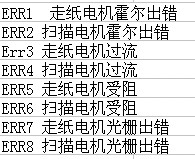 ERR1 走纸电机霍尔出错
ERR2 扫描电机霍尔出错
Err3 走纸电机过流
ERR4 扫描电机过流
ERR5 走纸电机受阻
ERR6 扫描电机受阻
ERR7 走纸电机光栅出错
ERR8 扫描电机光栅出错